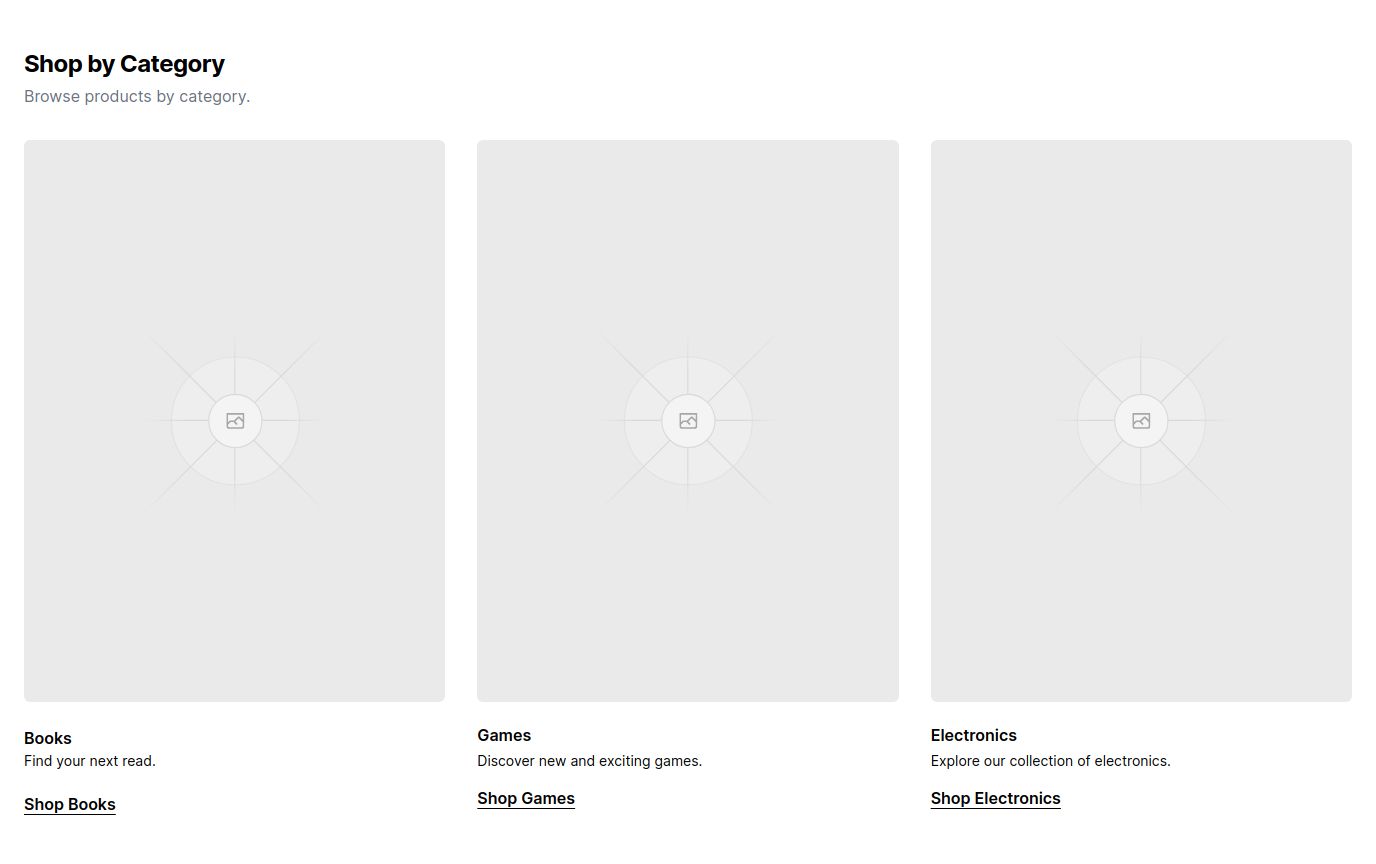 Shop by Category
Browse products by category.
Books
Find your next read.
Shop Books
Games
Discover new and exciting games.
Shop Games
Electronics
Explore our collection of electronics.
Shop Electronics